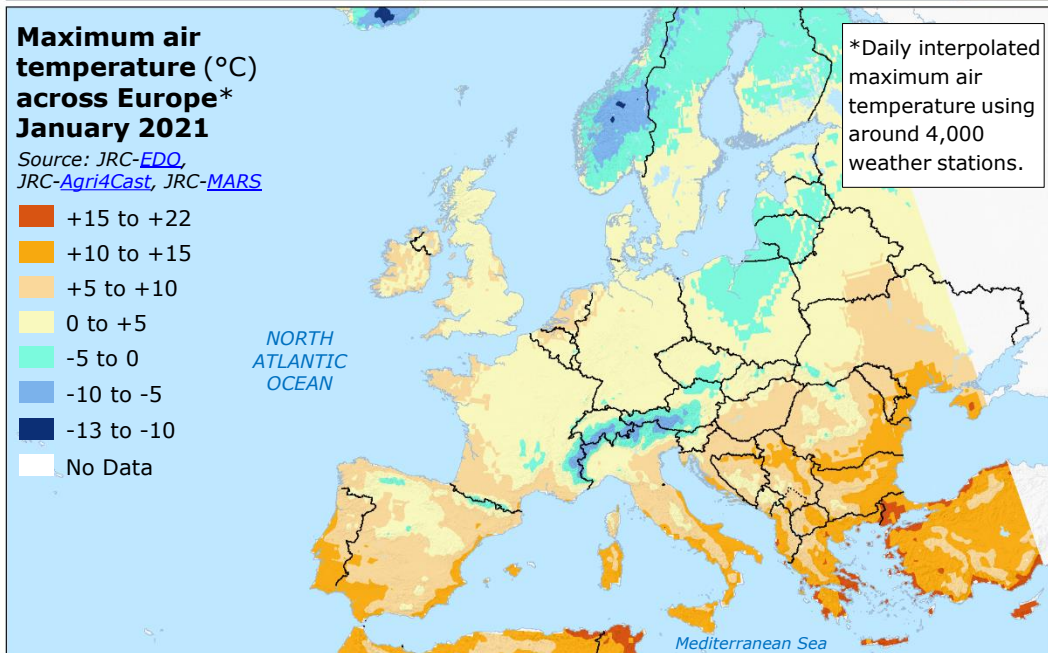 Maximum air
temperature (°C)
across Europe*
January 2021
Source: JRC-EDO,
JRC-Agri4Cast, JRC-MARS
+15 to +22
+10 to +15
+5 to +10
0 to +5
-5 to 0
-10 to -5
-13 to -10
No Data
*Daily interpolated
maximum air
temperature using
around 4,000
weather stations.
NORTH
ATLANTIC
OCEAN
Mediterranean Sea